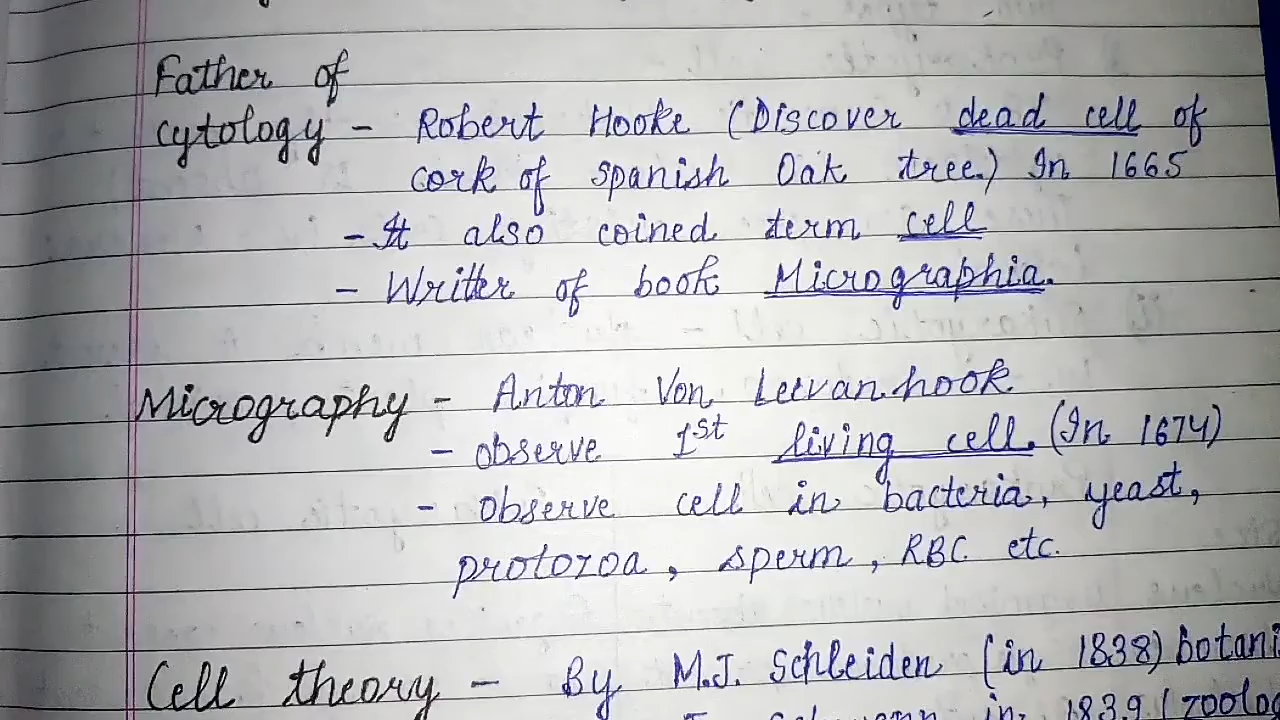 Father of
cytology - Robert Hooke (Discover dead cell of
cork of spanish Oak tree.) In 1665
- It also coined term cell
- Writter of book Micrographia.
Micrography - Anton Von Leevanhook
- observe 1st living cell. (In 1674)
- observe cell in bacteria, yeast,
protozoa, sperm, RBC etc.
Cell theory - By M.J. Schleiden (in 1838) botani
in 1839 (zoolog